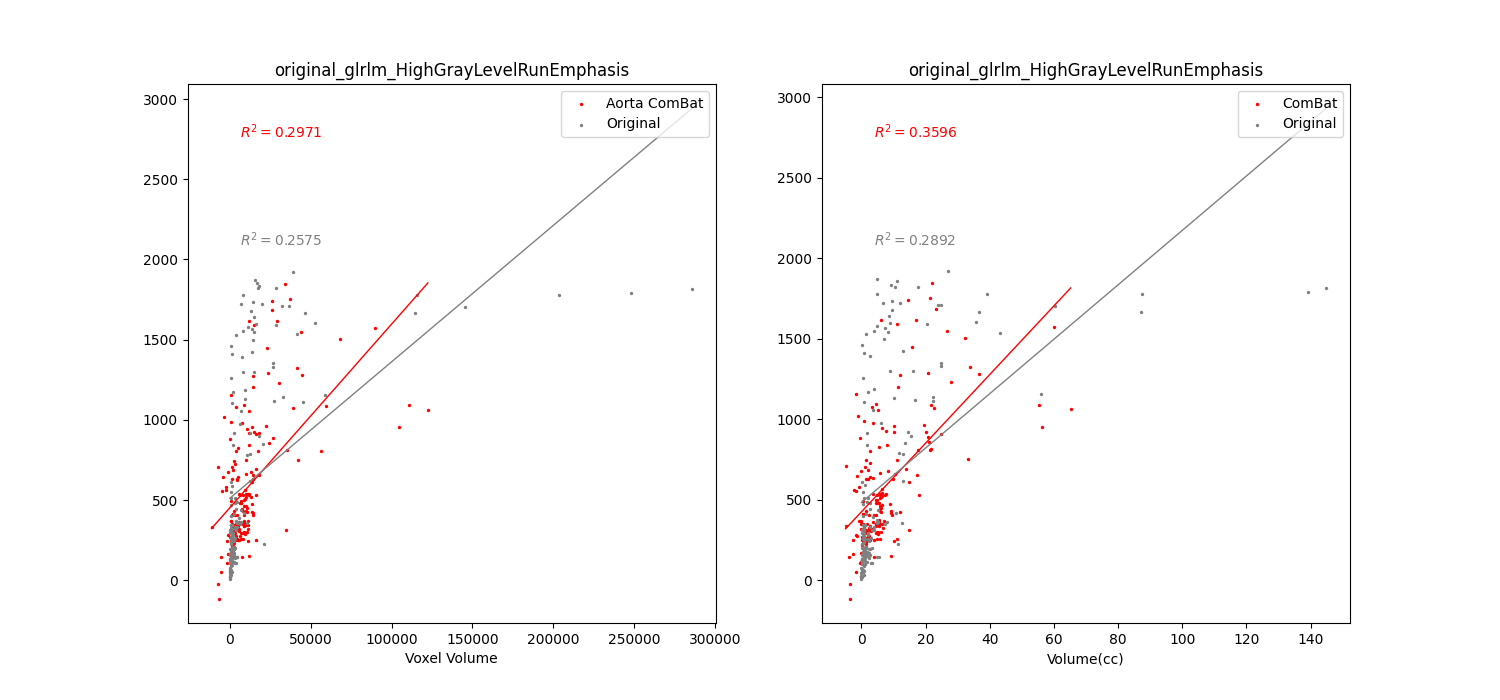 original_glrlm_HighGrayLevelRunEmphasis
3000
2500
2000
1500
1000
500
0
R² = 0.2971
R² = 0.2575
Aorta ComBat
Original
0 50000 100000 150000 200000 250000 300000
Voxel Volume
original_glrlm_HighGrayLevelRunEmphasis
3000
2500
2000
1500
1000
500
0
R² = 0.3596
R² = 0.2892
ComBat
Original
0 20 40 60 80 100 120 140
Volume(cc)